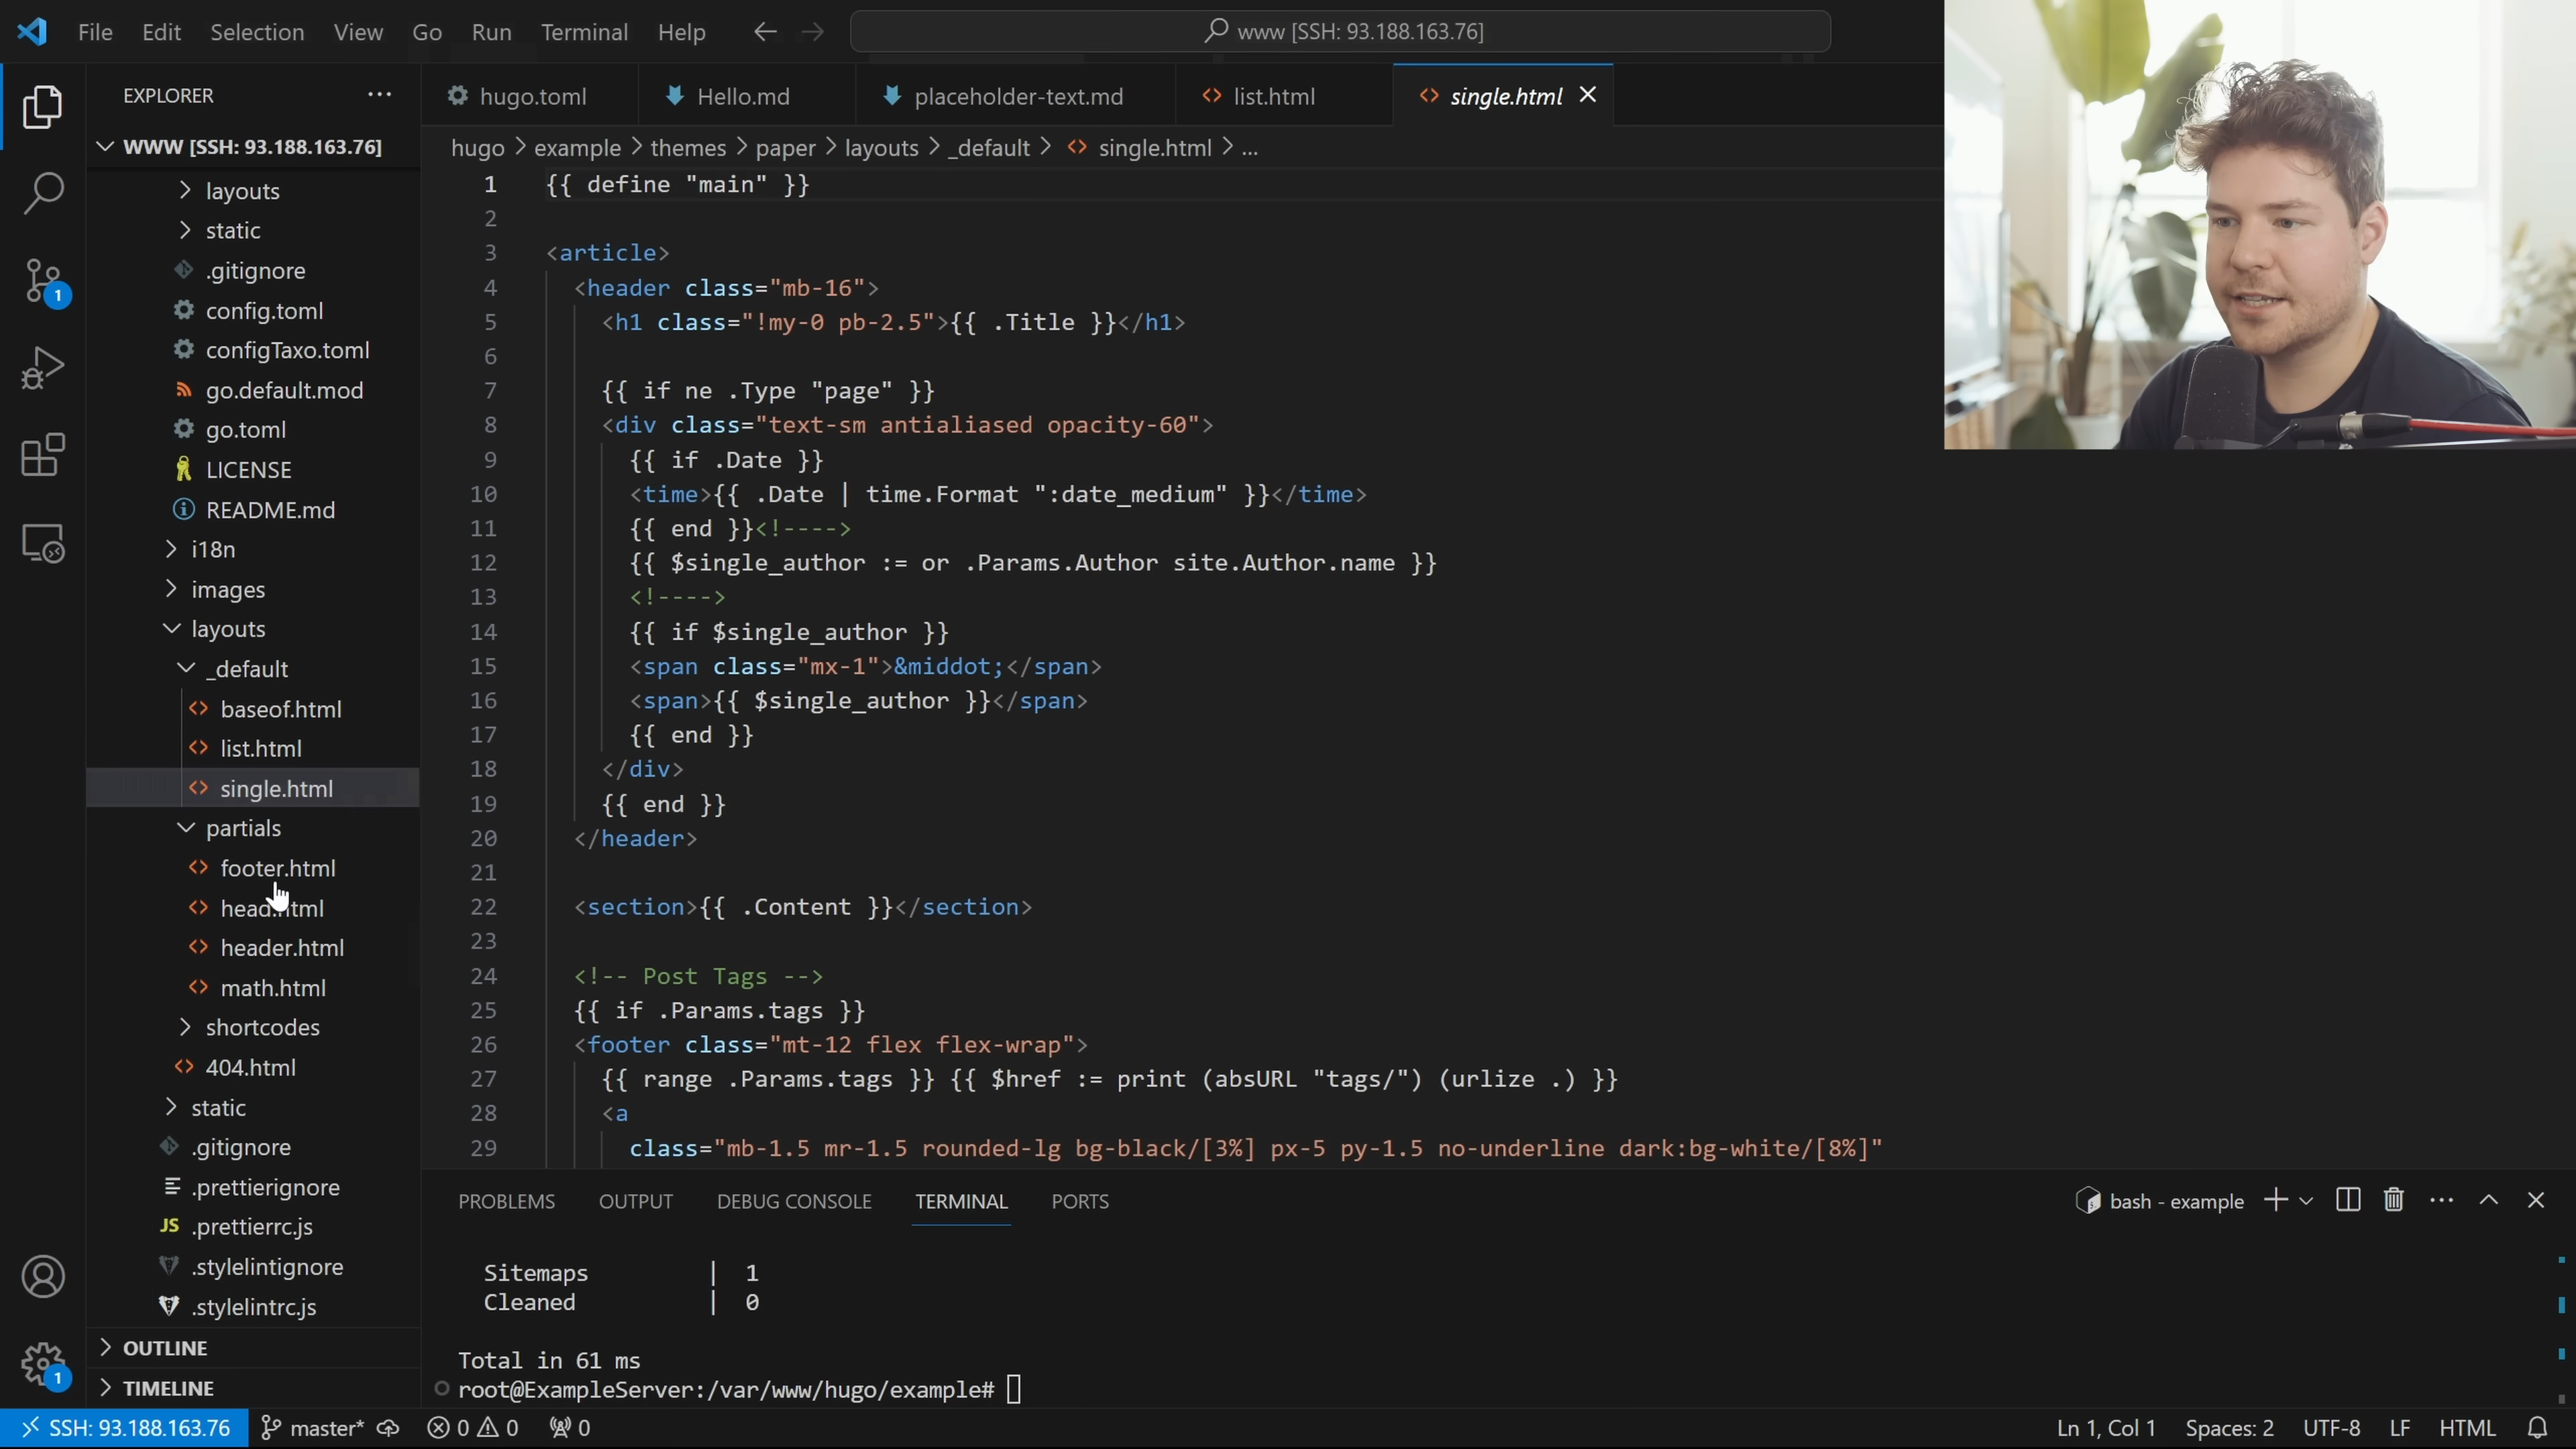 File Edit Selection View Go Run Terminal Help
www [SSH: 93.188.163.76]
EXPLORER
WWW [SSH: 93.188.163.76]
layouts
static
.gitignore
config.toml
configTaxo.toml
go.default.mod
go.toml
LICENSE
README.md
i18n
images
layouts
_default
baseof.html
list.html
single.html
partials
footer.html
head.html
header.html
math.html
shortcodes
404.html
static
.gitignore
.prettierignore
JS .prettierrc.js
.stylelintignore
.stylelintrc.js
OUTLINE
TIMELINE
hugo.toml Hello.md placeholder-text.md list.html single.html
hugo > example > themes > paper > layouts > _default > <> single.html > ...
1 {{ define "main" }}
2
3 <article>
4 <header class="mb-16">
5 <h1 class="!my-0 pb-2.5">{{ .Title }}</h1>
6
7 {{ if ne .Type "page" }}
8 <div class="text-sm antialiased opacity-60">
9 {{ if .Date }}
10 <time>{{ .Date | time.Format ":date_medium" }}</time>
11 {{ end }}<!---->
12 {{ $single_author := or .Params.Author site.Author.name }}
13 <!---->
14 {{ if $single_author }}
15 <span class="mx-1">&middot;</span>
16 <span>{{ $single_author }}</span>
17 {{ end }}
18 </div>
19 {{ end }}
20 </header>
21
22 <section>{{ .Content }}</section>
23
24 <!-- Post Tags -->
25 {{ if .Params.tags }}
26 <footer class="mt-12 flex flex-wrap">
27 {{ range .Params.tags }} {{ $href := print (absURL "tags/") (urlize .) }}
28 <a
29 class="mb-1.5 mr-1.5 rounded-lg bg-black/[3%] px-5 py-1.5 no-underline dark:bg-white/[8%]"
PROBLEMS OUTPUT DEBUG CONSOLE TERMINAL PORTS
bash - example
Sitemaps | 1
Cleaned | 0
Total in 61 ms
root@ExampleServer:/var/www/hugo/example#
SSH: 93.188.163.76 master* 0 0 0
Ln 1, Col 1 Spaces: 2 UTF-8 LF HTML
1
1